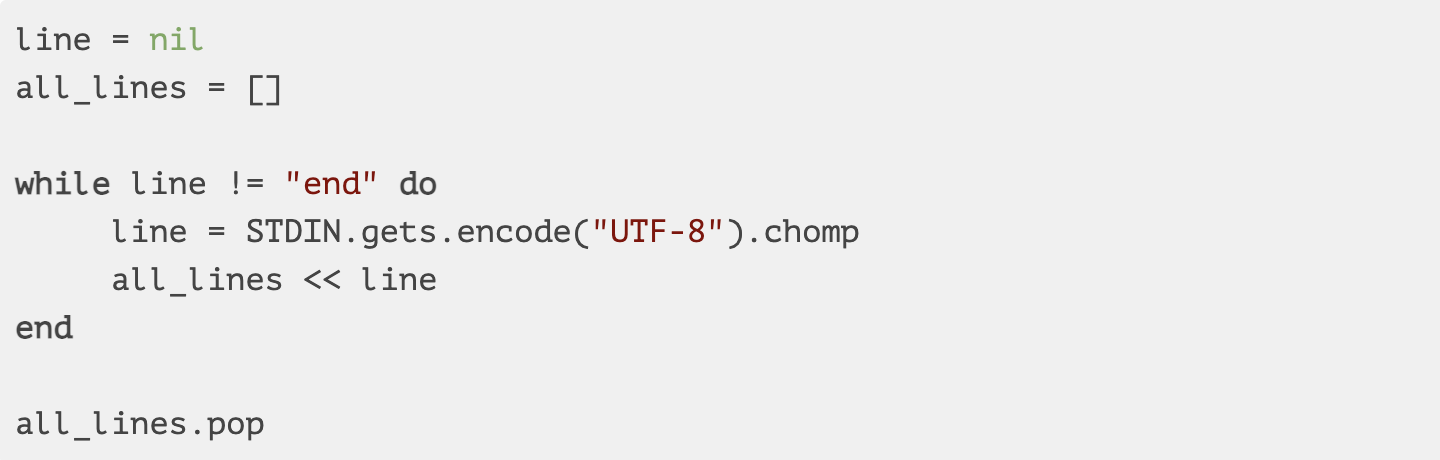 line = nil
all_lines = []
while line != "end" do
line = STDIN.gets.encode("UTF-8").chomp
all_lines << line
end
all_lines.pop